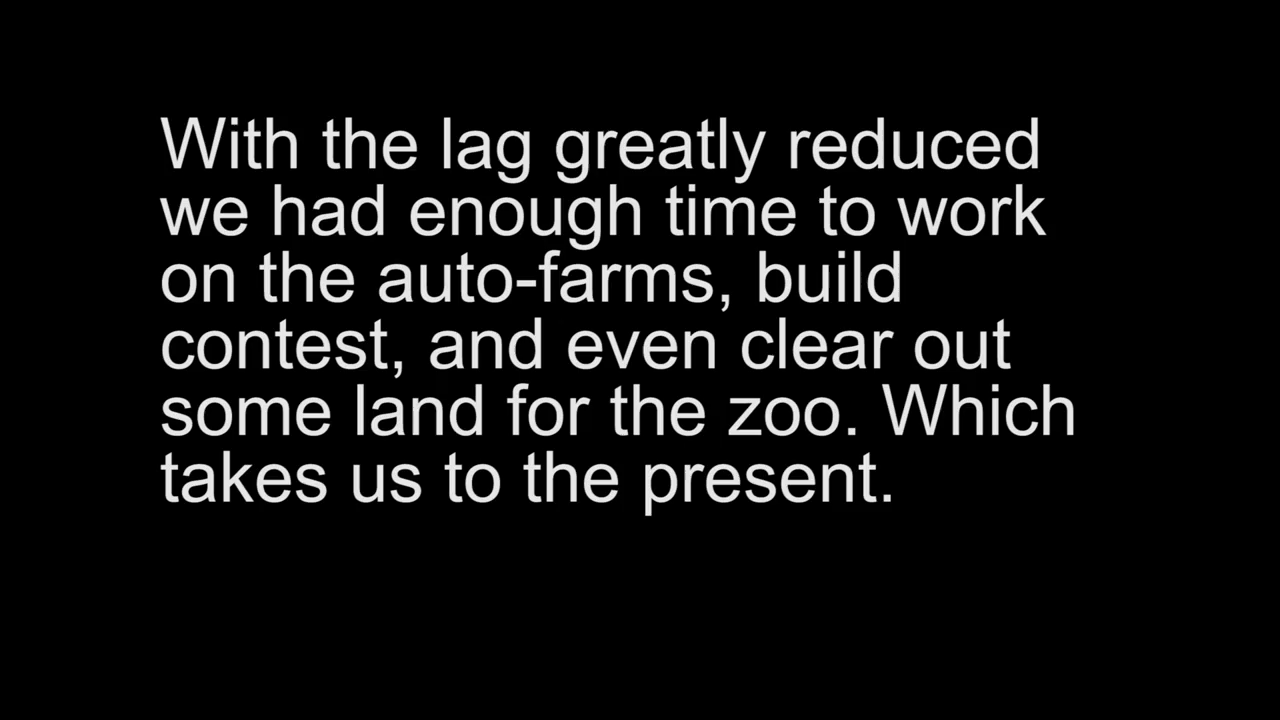 With the lag greatly reduced
we had enough time to work
on the auto-farms, build
contest, and even clear out
some land for the zoo. Which
takes us to the present.